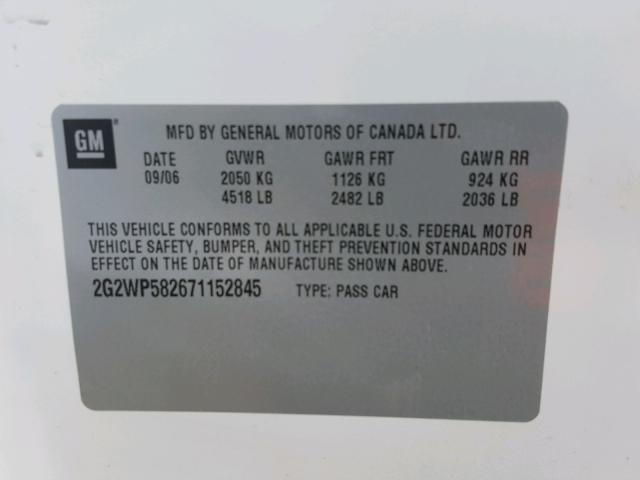 GM®
MFD BY GENERAL MOTORS OF CANADA LTD.
DATE GVWR GAWR FRT GAWR RR
09/06 2050 KG 1126 KG 924 KG
4518 LB 2482 LB 2036 LB
THIS VEHICLE CONFORMS TO ALL APPLICABLE U.S. FEDERAL MOTOR
VEHICLE SAFETY, BUMPER, AND THEFT PREVENTION STANDARDS IN
EFFECT ON THE DATE OF MANUFACTURE SHOWN ABOVE.
2G2WP582671152845 TYPE: PASS CAR